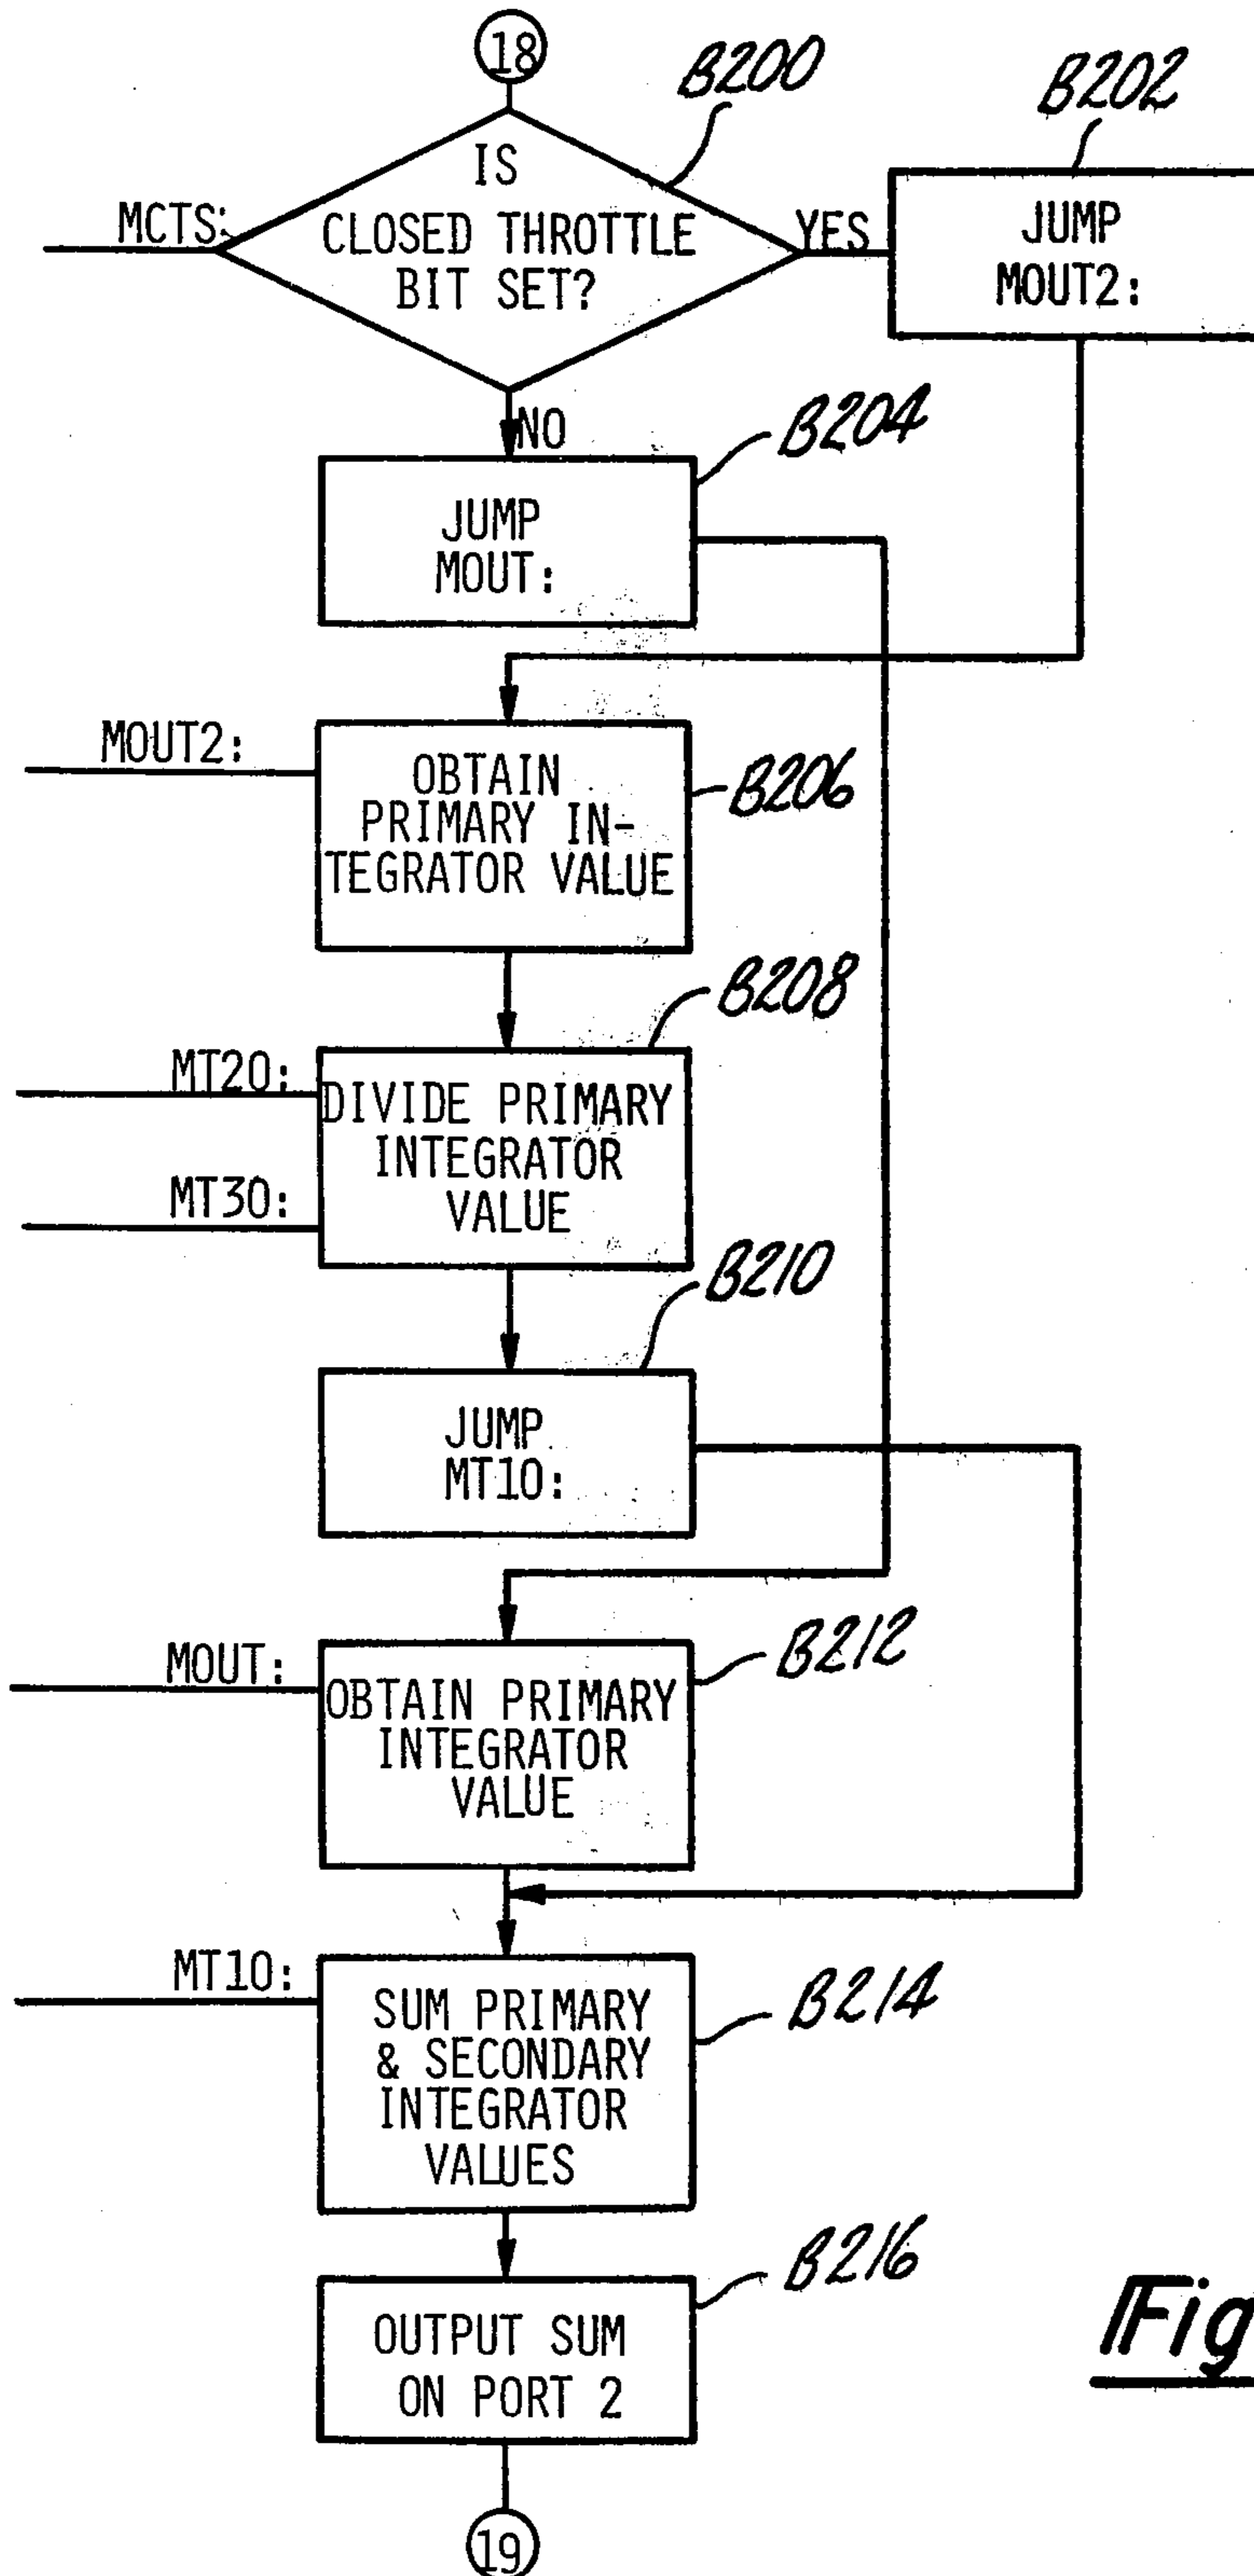 18
B200
B202
IS
CLOSED THROTTLE
BIT SET?
MCTS:
YES
JUMP
MOUT2:
NO
B204
JUMP
MOUT:
MOUT2:
OBTAIN
PRIMARY IN-
TEGRATOR VALUE
B206
B208
MT20:
DIVIDE PRIMARY
INTEGRATOR
VALUE
MT30:
B210
JUMP
MT10:
MOUT:
B212
OBTAIN PRIMARY
INTEGRATOR
VALUE
MT10:
B214
SUM PRIMARY
& SECONDARY
INTEGRATOR
VALUES
B216
OUTPUT SUM
ON PORT 2
Fig
19